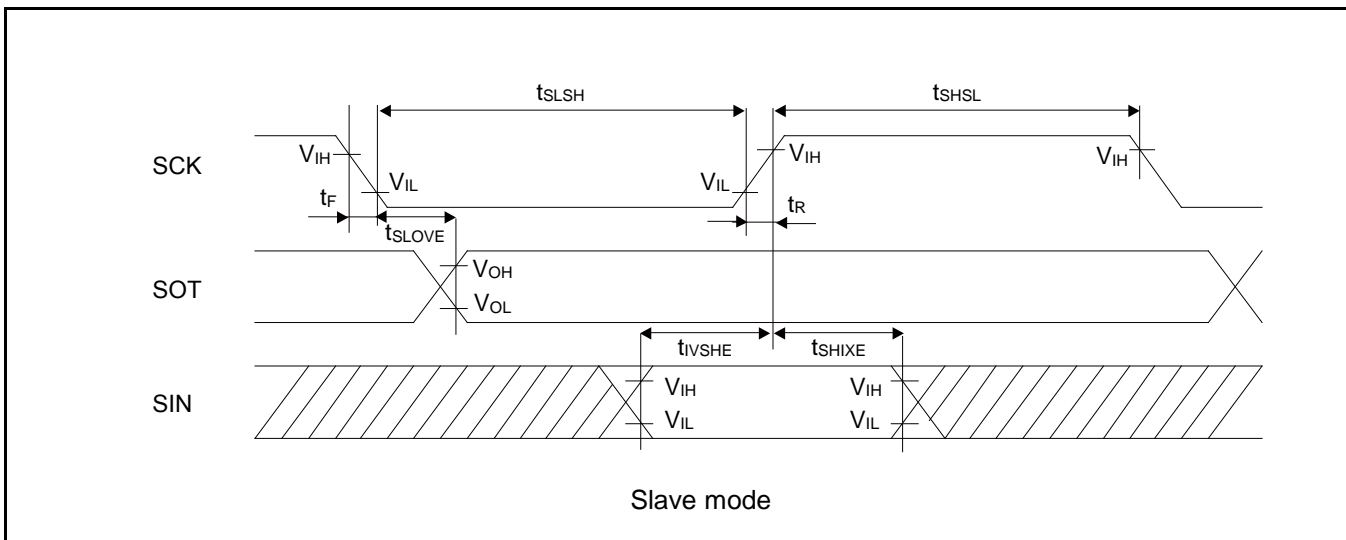 tSLSH
tSHSL
SCK
VIH
VIH
VIH
VIL
VIL
tF
tR
tSLOVE
SOT
VOH
VOL
tIVSHE
tSHIXE
SIN
VIH
VIH
VIL
VIL
Slave mode